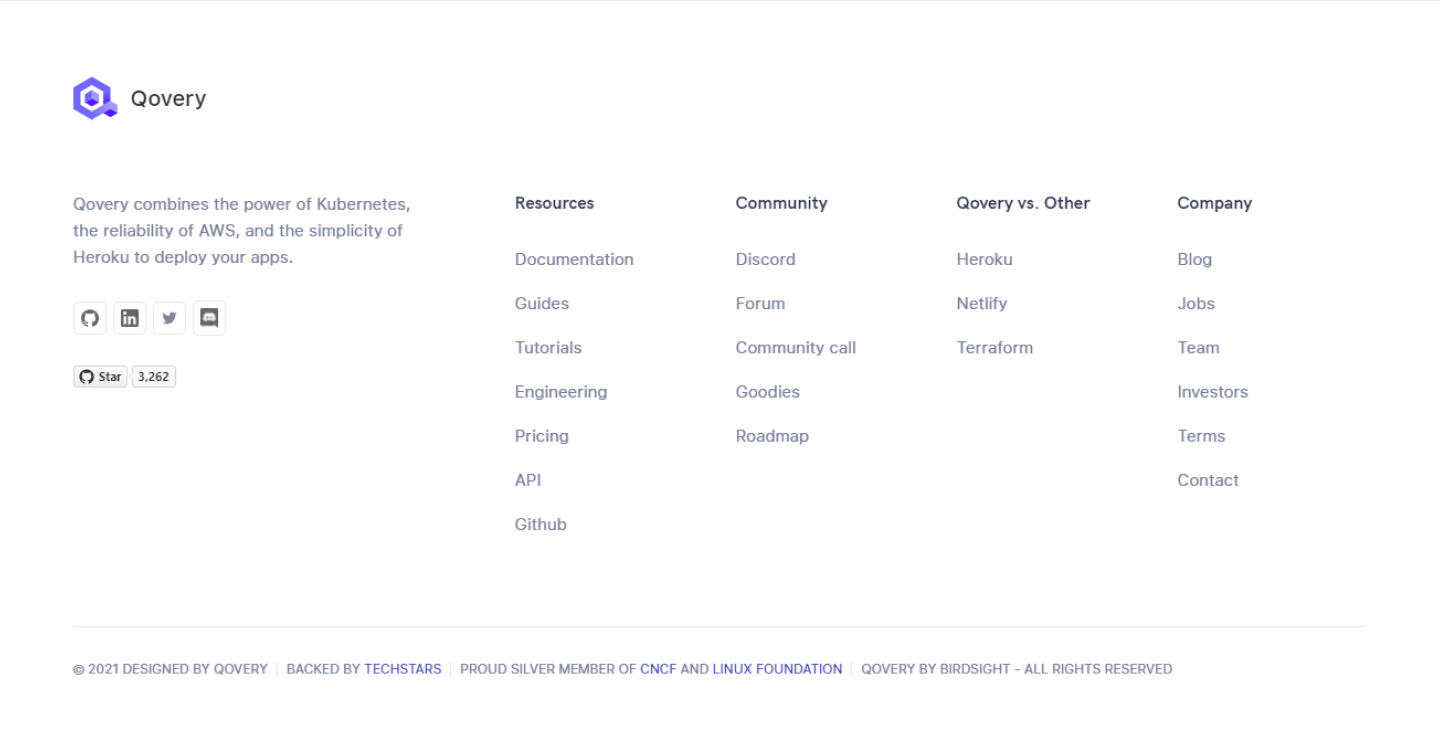 Qovery
Qovery combines the power of Kubernetes,
the reliability of AWS, and the simplicity of
Heroku to deploy your apps.
Star 3,262
Resources
Documentation
Guides
Tutorials
Engineering
Pricing
API
Github
Community
Discord
Forum
Community call
Goodies
Roadmap
Qovery vs. Other
Heroku
Netlify
Terraform
Company
Blog
Jobs
Team
Investors
Terms
Contact
© 2021 DESIGNED BY QOVERY | BACKED BY TECHSTARS | PROUD SILVER MEMBER OF CNCF AND LINUX FOUNDATION | QOVERY BY BIRDSIGHT - ALL RIGHTS RESERVED